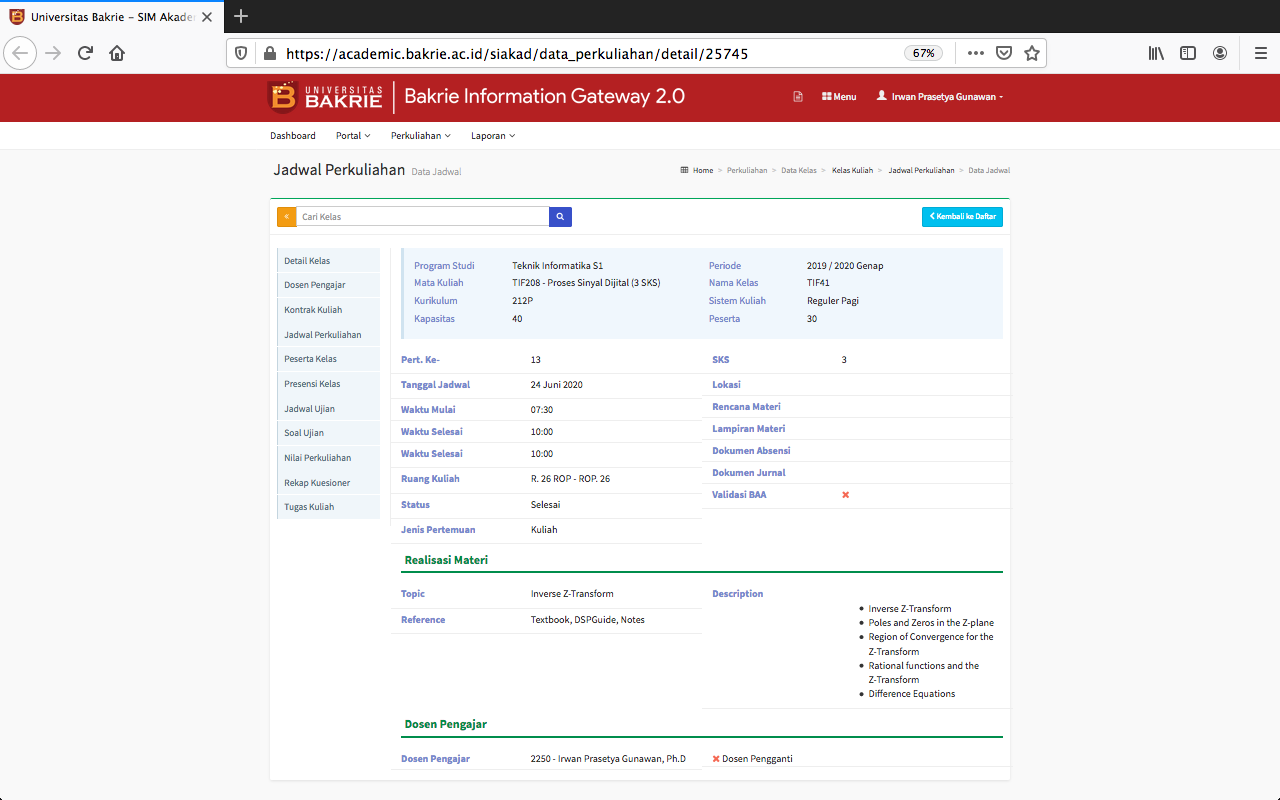 Universitas Bakrie – SIM Akade
https://academic.bakrie.ac.id/siakad/data_perkuliahan/detail/25745
67%
UNIVERSITAS
BAKRIE
Bakrie Information Gateway 2.0
Menu
Irwan Prasetya Gunawan
Dashboard
Portal
Perkuliahan
Laporan
Jadwal Perkuliahan Data Jadwal
Home > Perkuliahan > Data Kelas > Kelas Kuliah > Jadwal Perkuliahan > Data Jadwal
Cari Kelas
Kembali ke Daftar
Detail Kelas
Dosen Pengajar
Kontrak Kuliah
Jadwal Perkuliahan
Peserta Kelas
Presensi Kelas
Jadwal Ujian
Soal Ujian
Nilai Perkuliahan
Rekap Kuesioner
Tugas Kuliah
Program Studi Teknik Informatika S1
Mata Kuliah TIF208 - Proses Sinyal Dijital (3 SKS)
Kurikulum 212P
Kapasitas 40
Periode 2019 / 2020 Genap
Nama Kelas TIF41
Sistem Kuliah Reguler Pagi
Peserta 30
Pert. Ke- 13
Tanggal Jadwal 24 Juni 2020
Waktu Mulai 07:30
Waktu Selesai 10:00
Waktu Selesai 10:00
Ruang Kuliah R. 26 ROP - ROP. 26
Status Selesai
Jenis Pertemuan Kuliah
SKS 3
Lokasi
Rencana Materi
Lampiran Materi
Dokumen Absensi
Dokumen Jurnal
Validasi BAA
Realisasi Materi
Topic Inverse Z-Transform
Reference Textbook, DSPGuide, Notes
Description
• Inverse Z-Transform
• Poles and Zeros in the Z-plane
• Region of Convergence for the
Z-Transform
• Rational functions and the
Z-Transform
• Difference Equations
Dosen Pengajar
Dosen Pengajar 2250 - Irwan Prasetya Gunawan, Ph.D
Dosen Pengganti